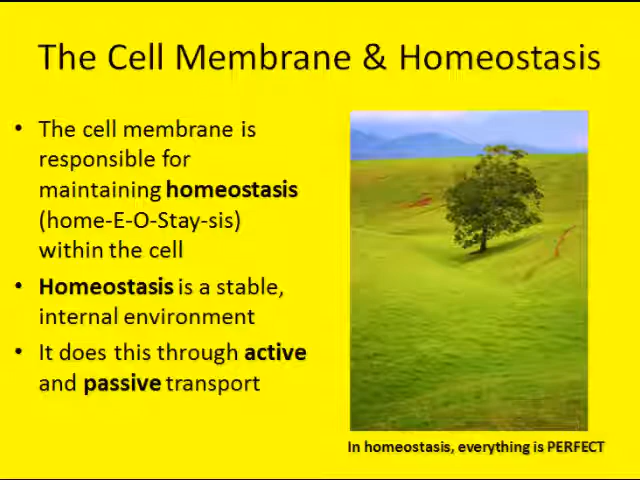 The Cell Membrane & Homeostasis
• The cell membrane is
responsible for
maintaining homeostasis
(home-E-O-Stay-sis)
within the cell
• Homeostasis is a stable,
internal environment
• It does this through active
and passive transport
In homeostasis, everything is PERFECT